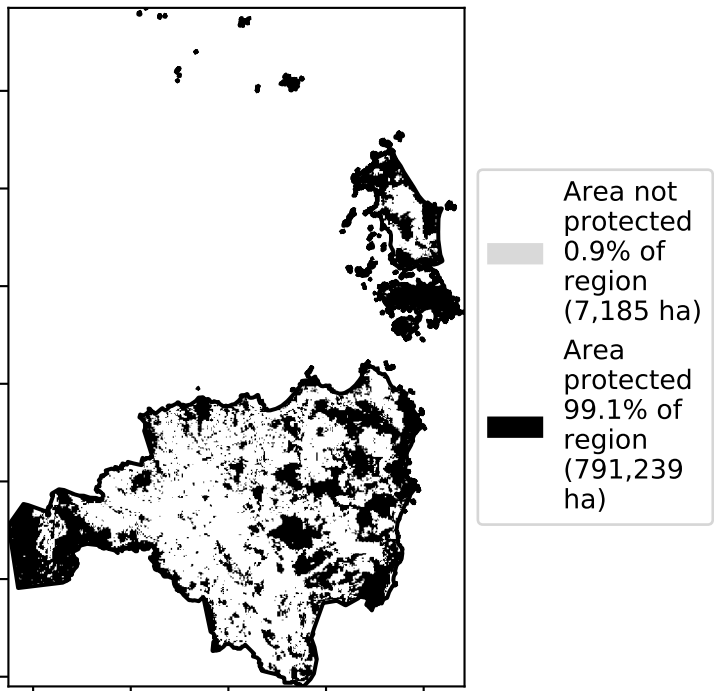 Area not
protected
0.9% of
region
(7,185 ha)
Area
protected
99.1% of
region
(791,239
ha)